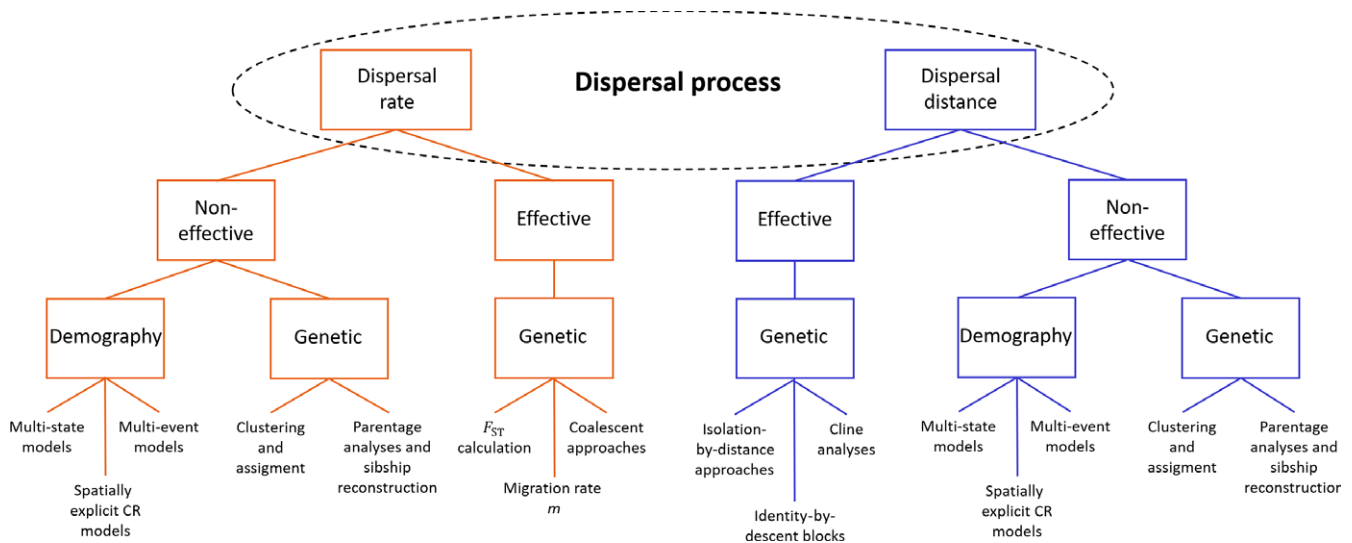 Dispersal process
Dispersal
rate
Dispersal
distance
Non-
effective
Effective
Effective
Non-
effective
Demography
Genetic
Genetic
Genetic
Demography
Genetic
Multi-state
models
Multi-event
models
Spatially
explicit CR
models
Clustering
and
assigment
Parentage
analyses and
sibship
reconstruction
FST
calculation
Coalescent
approaches
Migration rate
m
Isolation-
by-distance
approaches
Cline
analyses
Identity-by-
descent blocks
Multi-state
models
Multi-event
models
Spatially
explicit CR
models
Clustering
and
assigment
Parentage
analyses and
sibship
reconstruction